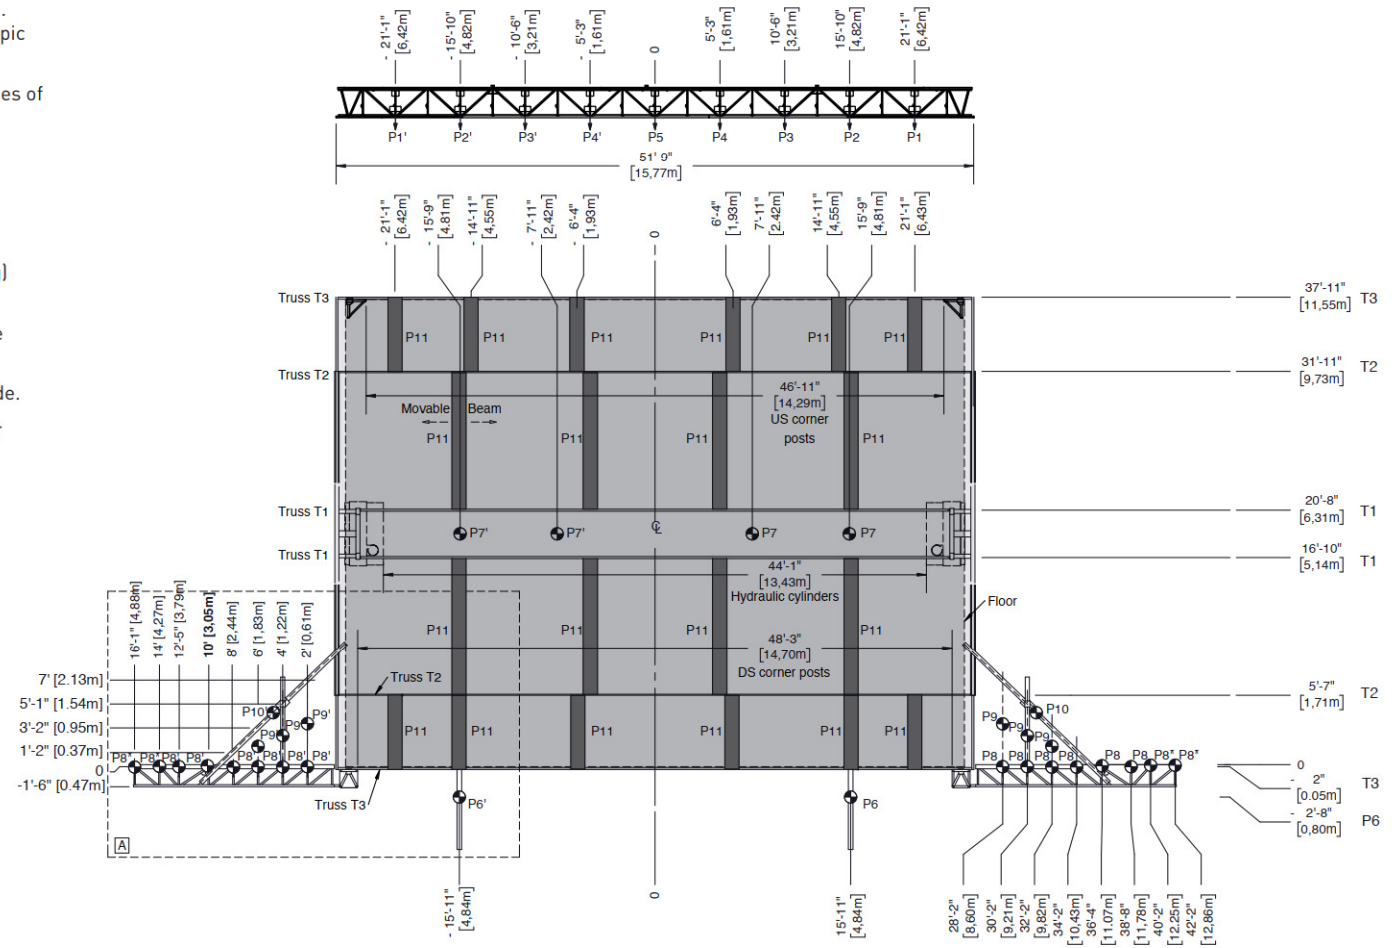 pic
es of
)
e
de.
- 21'-1"
[6,42m]
- 15'-10"
[4,82m]
- 10'-6"
[3,21m]
- 5'-3"
[1,61m]
0
5'-3"
[1,61m]
10'-6"
[3,21m]
15'-10"
[4,82m]
21'-1"
[6,42m]
P1' P2' P3' P4' P5 P4 P3 P2 P1
51' 9"
[15,77m]
- 21'-1"
[6.42m]
- 15'-9"
[4.81m]
- 14'-11"
[4,55m]
- 7'-11"
[2,42m]
- 6'-4"
[1,93m]
0
6'-4"
[1,93m]
7'-11"
[2.42m]
14'-11"
[4,55m]
15'-9"
[4,81m]
21'-1"
[6,43m]
Truss T3
37'-11"
[11,55m] T3
P11 P11 P11 P11 P11 P11
Truss T2
31'-11"
[9,73m] T2
46'-11"
[14,29m]
US corner
posts
Movable Beam
P11 P11 P11 P11
Truss T1
20'-8"
[6,31m] T1
P7' P7' ℄ P7 P7
Truss T1
16'-10"
[5,14m] T1
44'-1"
[13,43m]
Hydraulic cylinders
Floor
16'-1" [4,88m]
14' [4,27m]
12'-5" [3,79m]
10' [3,05m]
8' [2,44m]
6' [1,83m]
4' [1,22m]
2' [0,61m]
P11 P11 P11 P11
48'-3"
[14,70m]
DS corner posts
Truss T2
5'-7"
[1,71m] T2
7' [2.13m]
5'-1" [1.54m]
3'-2" [0.95m]
1'-2" [0.37m]
0
-1'-6" [0.47m]
P10' P9' P9' P9 P9 P10
P11 P11 P11 P11
P8* P8* P8' P8' P8' P8' P8' P8'
P8 P8 P8 P8 P8 P8 P8* P8*
0
- 2"
[0.05m] T3
Truss T3
P6' P6
- 2'-8"
[0,80m] P6
A
- 15'-11"
[4,84m]
0
15'-11"
[4,84m]
28'-2"
[8,60m]
30'-2"
[9,21m]
32'-2"
[9,82m]
34'-2"
[10,43m]
36'-4"
[11.07m]
38'-8"
[11,78m]
40'-2"
[12.25m]
42'-2"
[12,86m]